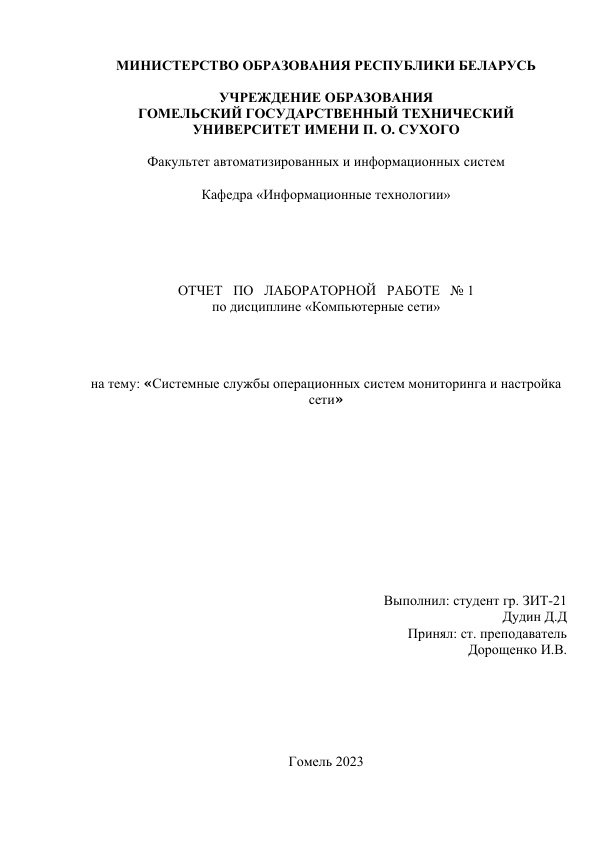 МИНИСТЕРСТВО ОБРАЗОВАНИЯ РЕСПУБЛИКИ БЕЛАРУСЬ
УЧРЕЖДЕНИЕ ОБРАЗОВАНИЯ
ГОМЕЛЬСКИЙ ГОСУДАРСТВЕННЫЙ ТЕХНИЧЕСКИЙ
УНИВЕРСИТЕТ ИМЕНИ П. О. СУХОГО
Факультет автоматизированных и информационных систем
Кафедра «Информационные технологии»
ОТЧЕТ ПО ЛАБОРАТОРНОЙ РАБОТЕ № 1
по дисциплине «Компьютерные сети»
на тему: «Системные службы операционных систем мониторинга и настройка
сети»
Выполнил: студент гр. ЗИТ-21
Дудин Д.Д
Принял: ст. преподаватель
Дорощенко И.В.
Гомель 2023